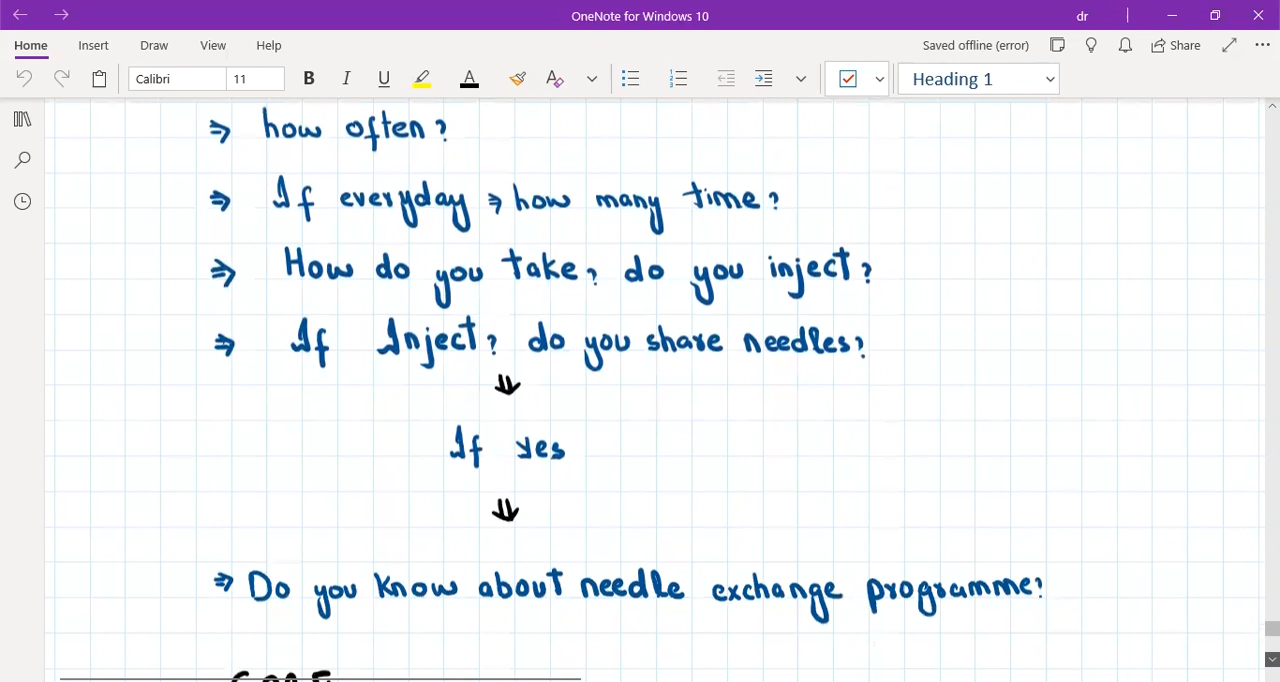 OneNote for Windows 10
dr
Home Insert Draw View Help
Saved offline (error)
Share
Calibri 11 B I U A A Heading 1
⇒ how often?
⇒ If everyday ⇒ how many time?
⇒ How do you take? do you inject?
⇒ If Inject? do you share needles?
⇓
If yes
⇓
⇒ Do you know about needle exchange programme?